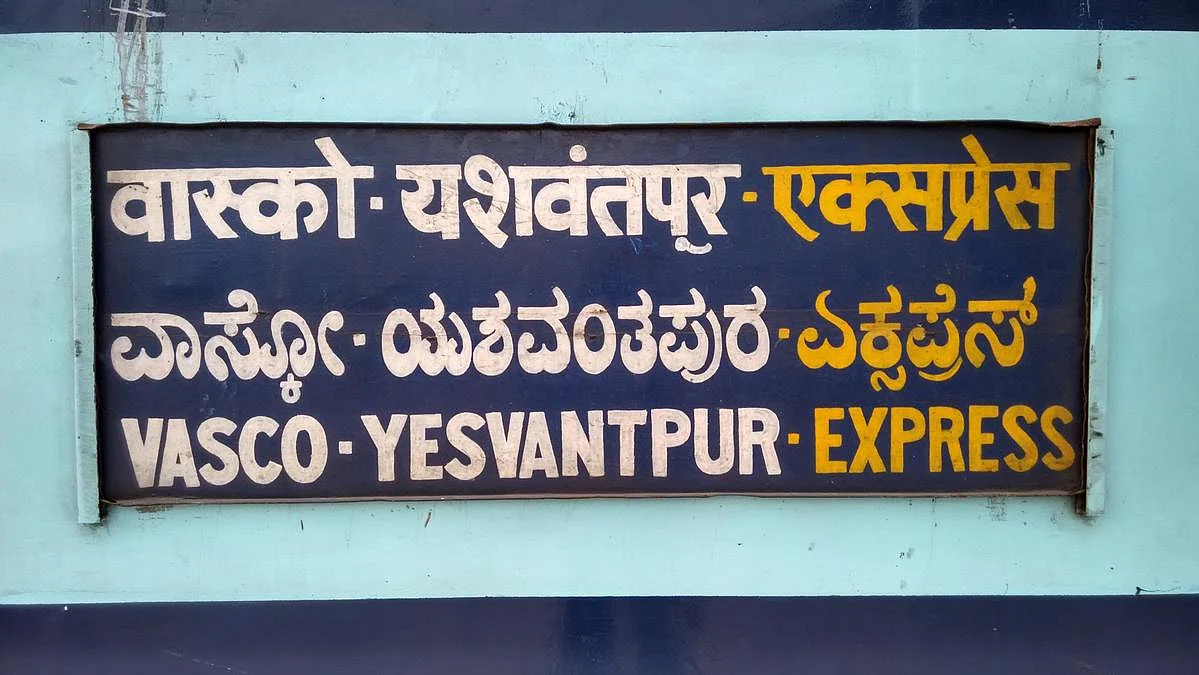 वास्को·यशवंतपुर·एक्सप्रेस
ವಾಸ್ಕೋ·ಯಶವಂತಪುರ·ಎಕ್ಸಪ್ರೆಸ್
VASCO·YESVANTPUR·EXPRESS